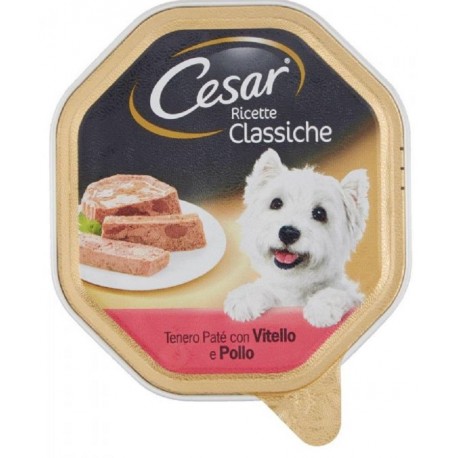 Cesar®
Ricette
Classiche
Tenero Paté con Vitello
e Pollo